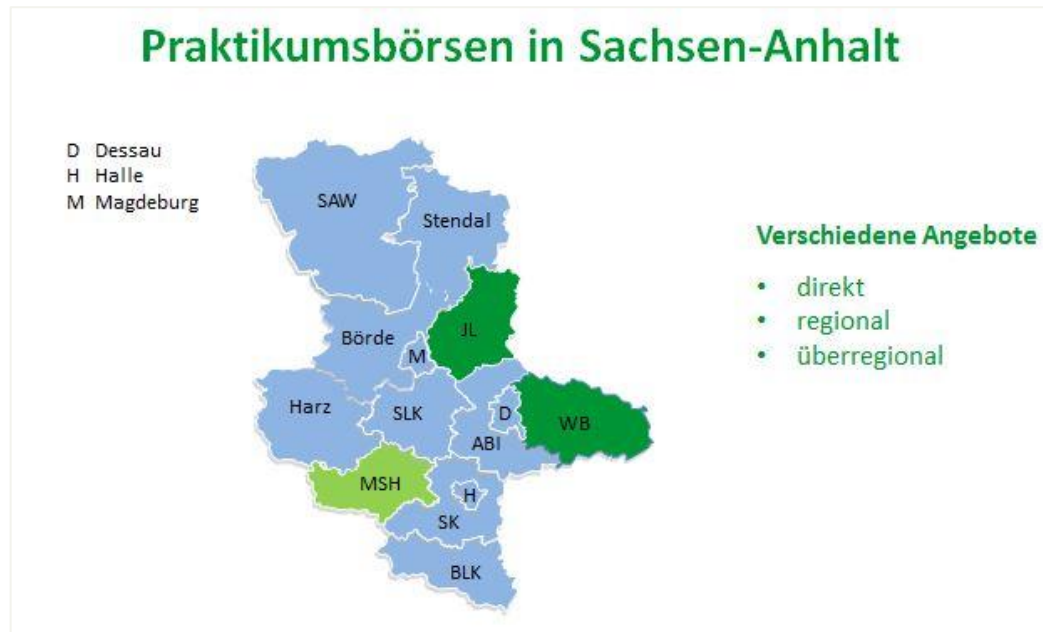 Praktikumsbörsen in Sachsen-Anhalt
D Dessau
H Halle
M Magdeburg
SAW
Stendal
Verschiedene Angebote
• direkt
• regional
• überregional
JL
Börde
M
Harz
SLK
D
WB
ABI
MSH
H
SK
BLK